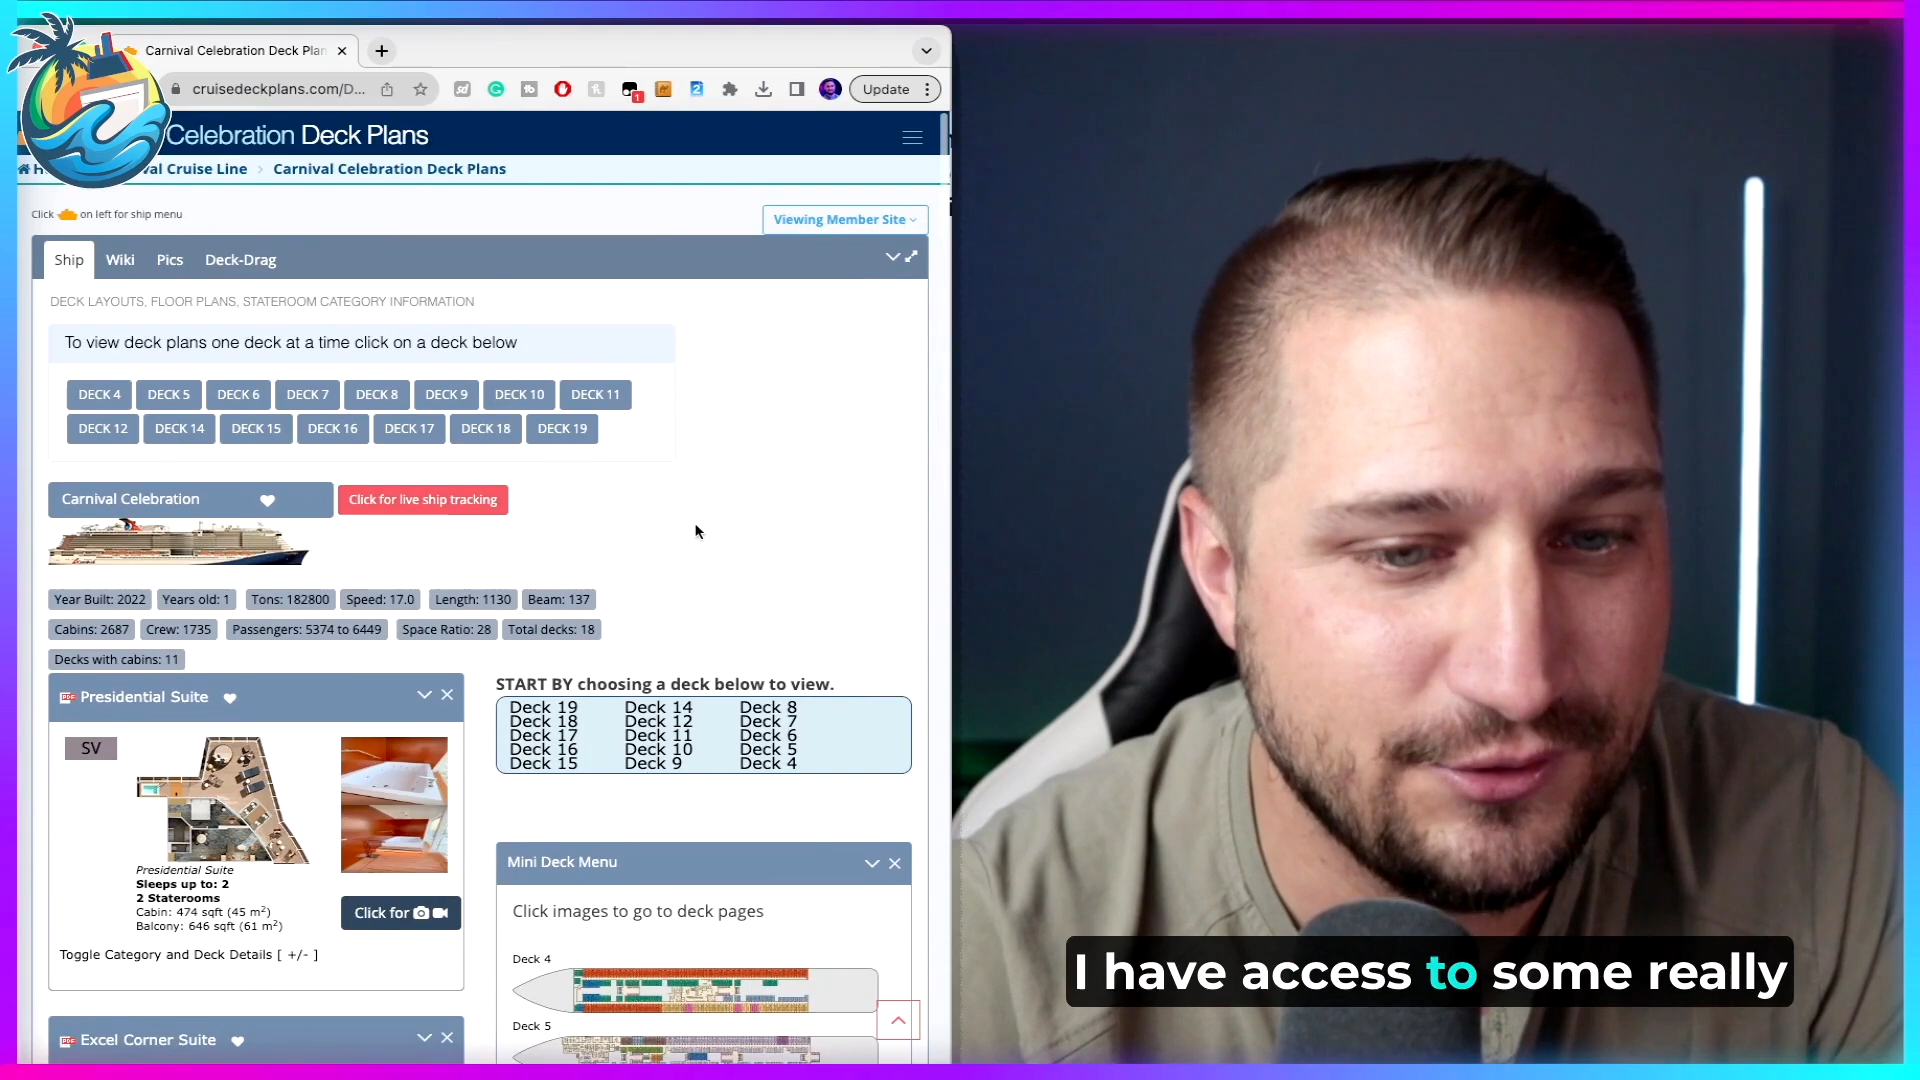 Carnival Celebration Deck Plan
cruisedeckplans.com/D...
1
Update
Celebration Deck Plans
H
val Cruise Line > Carnival Celebration Deck Plans
Click on left for ship menu
Viewing Member Site
Ship Wiki Pics Deck-Drag
DECK LAYOUTS, FLOOR PLANS, STATEROOM CATEGORY INFORMATION
To view deck plans one deck at a time click on a deck below
DECK 4 DECK 5 DECK 6 DECK 7 DECK 8 DECK 9 DECK 10 DECK 11
DECK 12 DECK 14 DECK 15 DECK 16 DECK 17 DECK 18 DECK 19
Carnival Celebration
Click for live ship tracking
Year Built: 2022 Years old: 1 Tons: 182800 Speed: 17.0 Length: 1130 Beam: 137
Cabins: 2687 Crew: 1735 Passengers: 5374 to 6449 Space Ratio: 28 Total decks: 18
Decks with cabins: 11
Presidential Suite
SV
Presidential Suite
Sleeps up to: 2
2 Staterooms
Cabin: 474 sqft (45 m²)
Balcony: 646 sqft (61 m²)
Click for
Toggle Category and Deck Details [ +/- ]
Excel Corner Suite
START BY choosing a deck below to view.
Deck 19 Deck 14 Deck 8
Deck 18 Deck 12 Deck 7
Deck 17 Deck 11 Deck 6
Deck 16 Deck 10 Deck 5
Deck 15 Deck 9 Deck 4
Mini Deck Menu
Click images to go to deck pages
Deck 4
Deck 5
I have access to some really